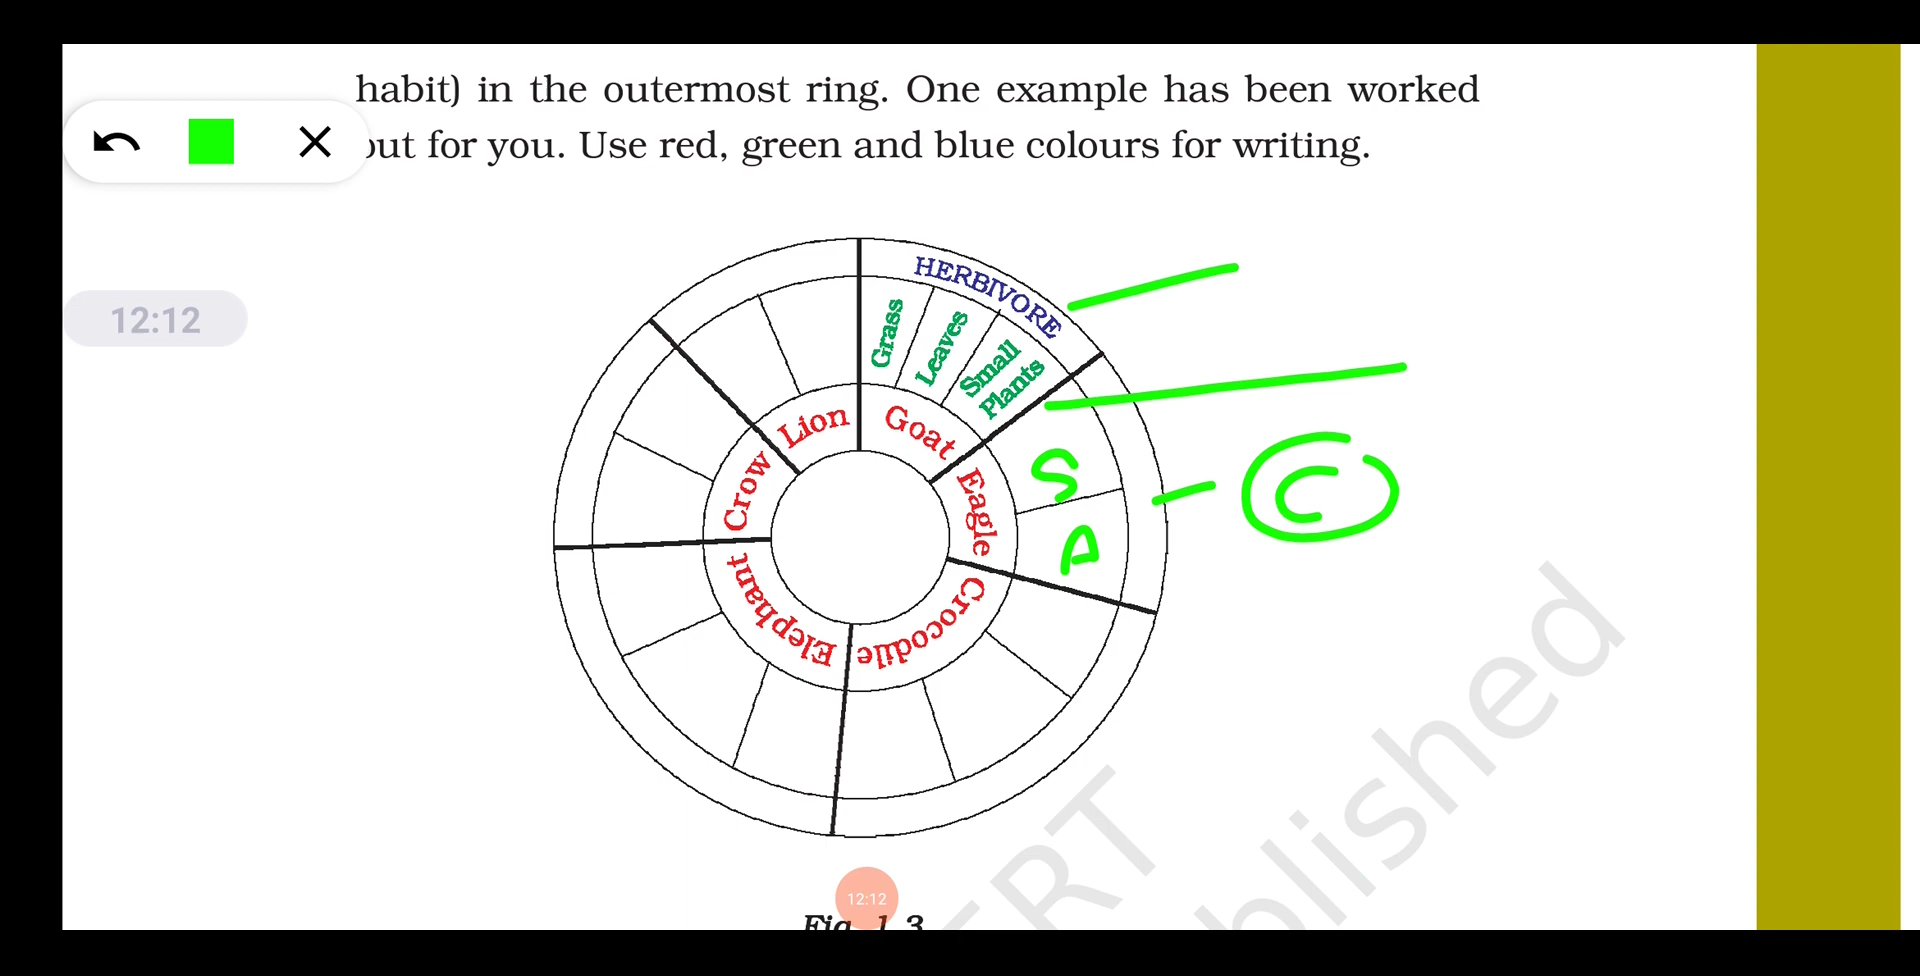 habit) in the outermost ring. One example has been worked
out for you. Use red, green and blue colours for writing.
12:12
HERBIVORE
Grass
Leaves
Small
Plants
Lion
Goat
Crow
Eagle
Elephant
Crocodile
S
A
C
12:12
Fig. 1.3
ERT
blished